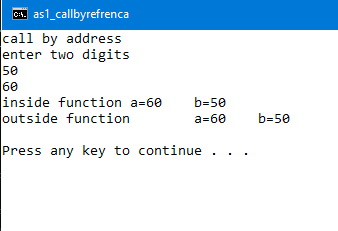 as1_callbyrefrenca
call by address
enter two digits
50
60
inside function a=60    b=50
outside function        a=60    b=50
Press any key to continue . . .